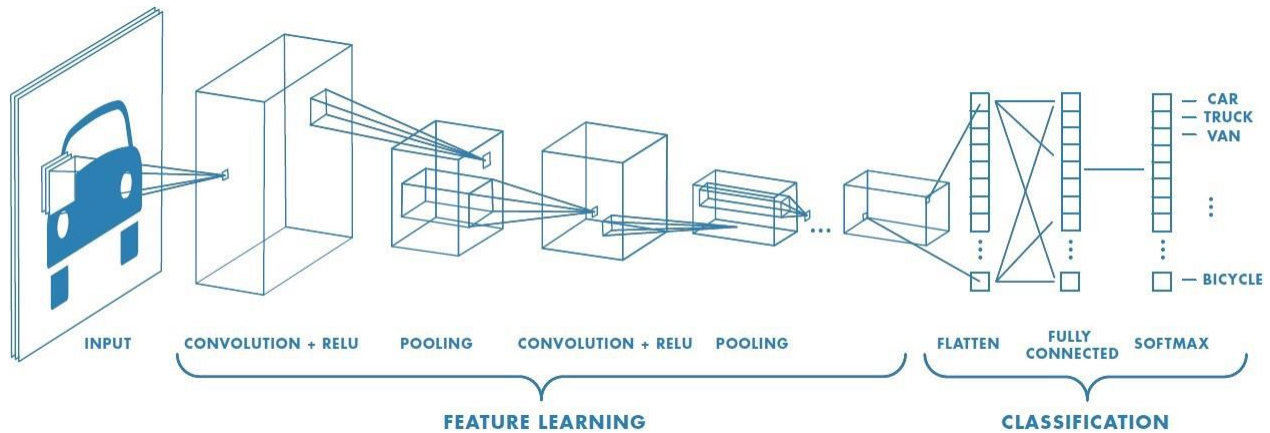 CAR
TRUCK
VAN
BICYCLE
INPUT
CONVOLUTION + RELU
POOLING
CONVOLUTION + RELU
POOLING
FLATTEN
FULLY
CONNECTED
SOFTMAX
FEATURE LEARNING
CLASSIFICATION